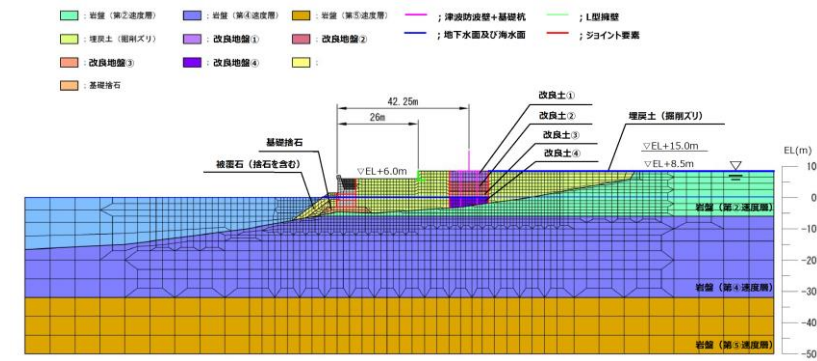 ：岩盤（第②速度層）
：岩盤（第④速度層）
：岩盤（第⑤速度層）
；津波防波壁+基礎杭
；L型擁壁
：埋戻土（掘削ズリ）
：改良地盤①
：改良地盤②
；地下水面及び海水面
；ジョイント要素
：改良地盤③
：改良地盤④
：
：基礎捨石
42.25m
26m
改良土①
改良土②
改良土③
改良土④
埋戻土（掘削ズリ）
基礎捨石
被覆石（捨石を含む）
▽EL+6.0m
▽EL+15.0m
▽EL+8.5m
EL(m)
10
0
-10
-20
-30
-40
-50
岩盤（第②速度層）
岩盤（第④速度層）
岩盤（第⑤速度層）